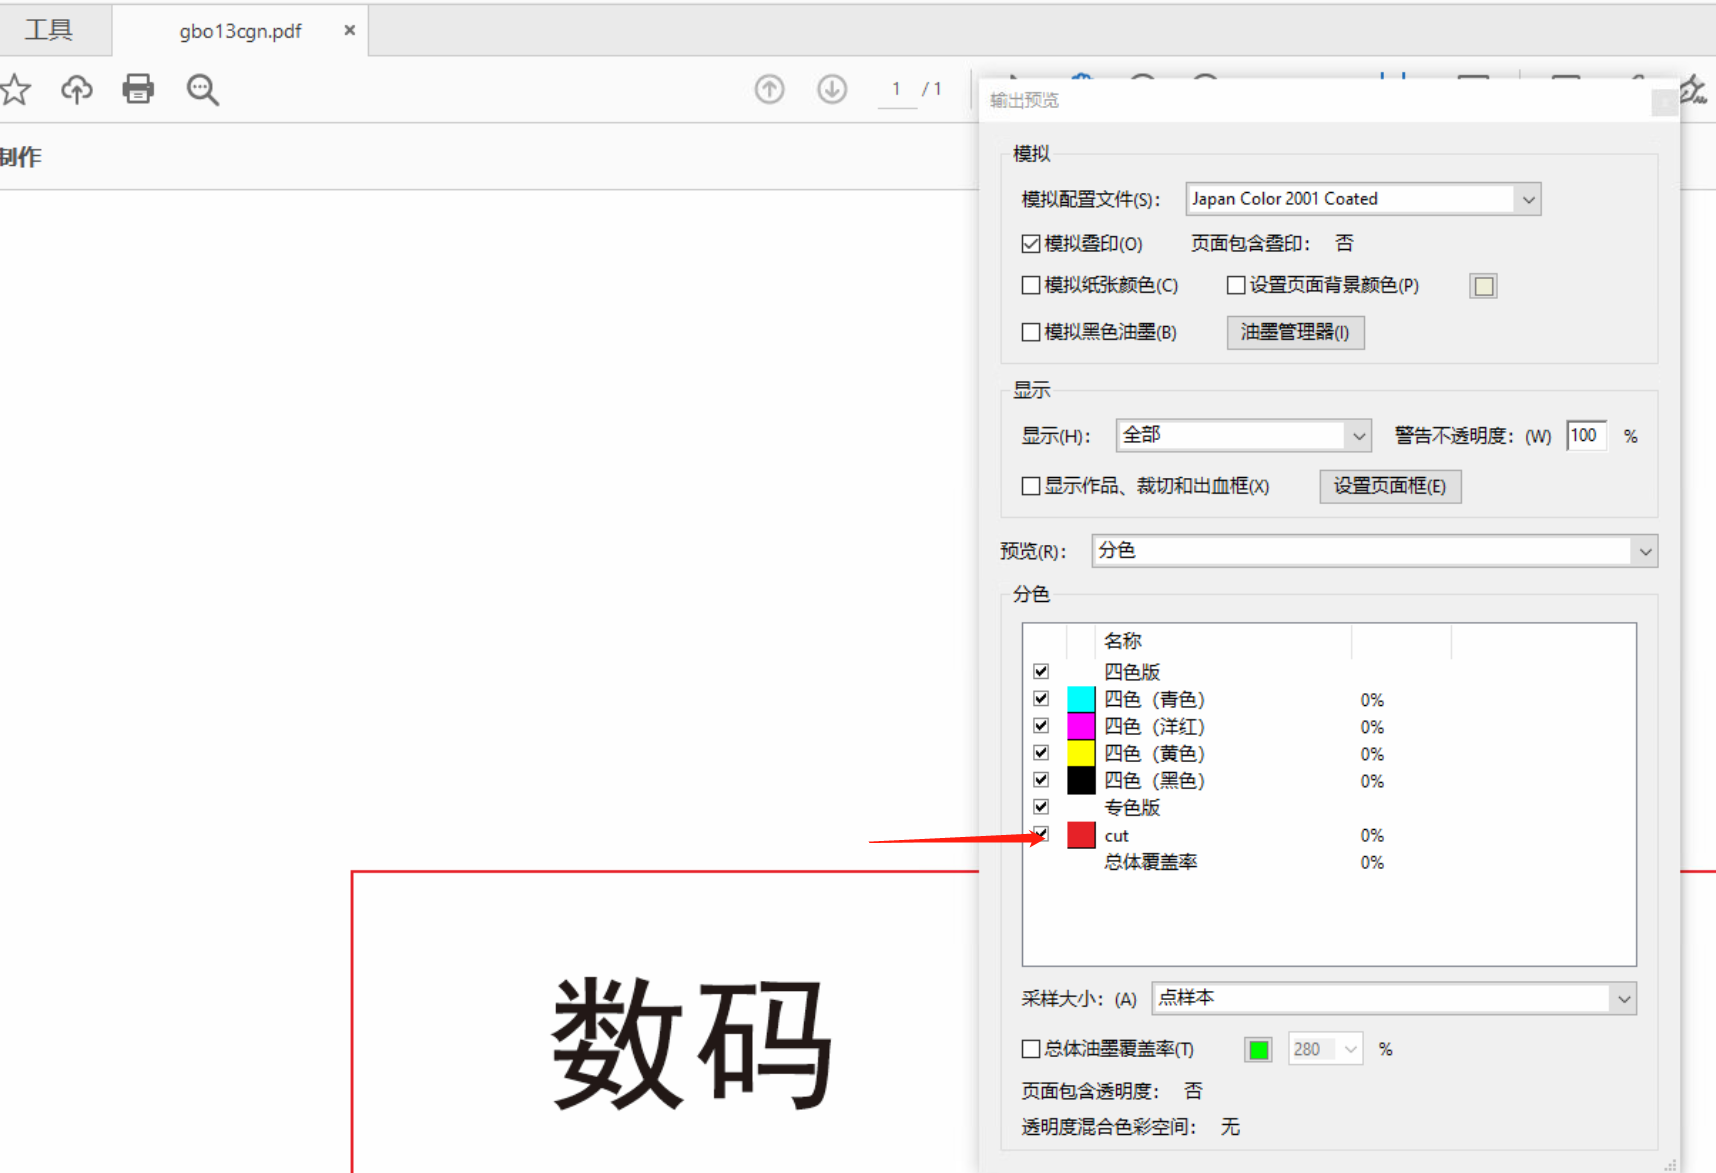 工具
gbo13cgn.pdf ×
1 / 1
制作
输出预览
模拟
模拟配置文件(S)： Japan Color 2001 Coated
模拟叠印(O) 页面包含叠印： 否
模拟纸张颜色(C) 设置页面背景颜色(P)
模拟黑色油墨(B) 油墨管理器(I)
显示
显示(H)： 全部 警告不透明度：(W) 100 %
显示作品、裁切和出血框(X) 设置页面框(E)
预览(R)： 分色
分色
名称
四色版
四色（青色） 0%
四色（洋红） 0%
四色（黄色） 0%
四色（黑色） 0%
专色版
cut 0%
总体覆盖率 0%
采样大小：(A) 点样本
总体油墨覆盖率(T) 280 %
页面包含透明度： 否
透明度混合色彩空间： 无
数码